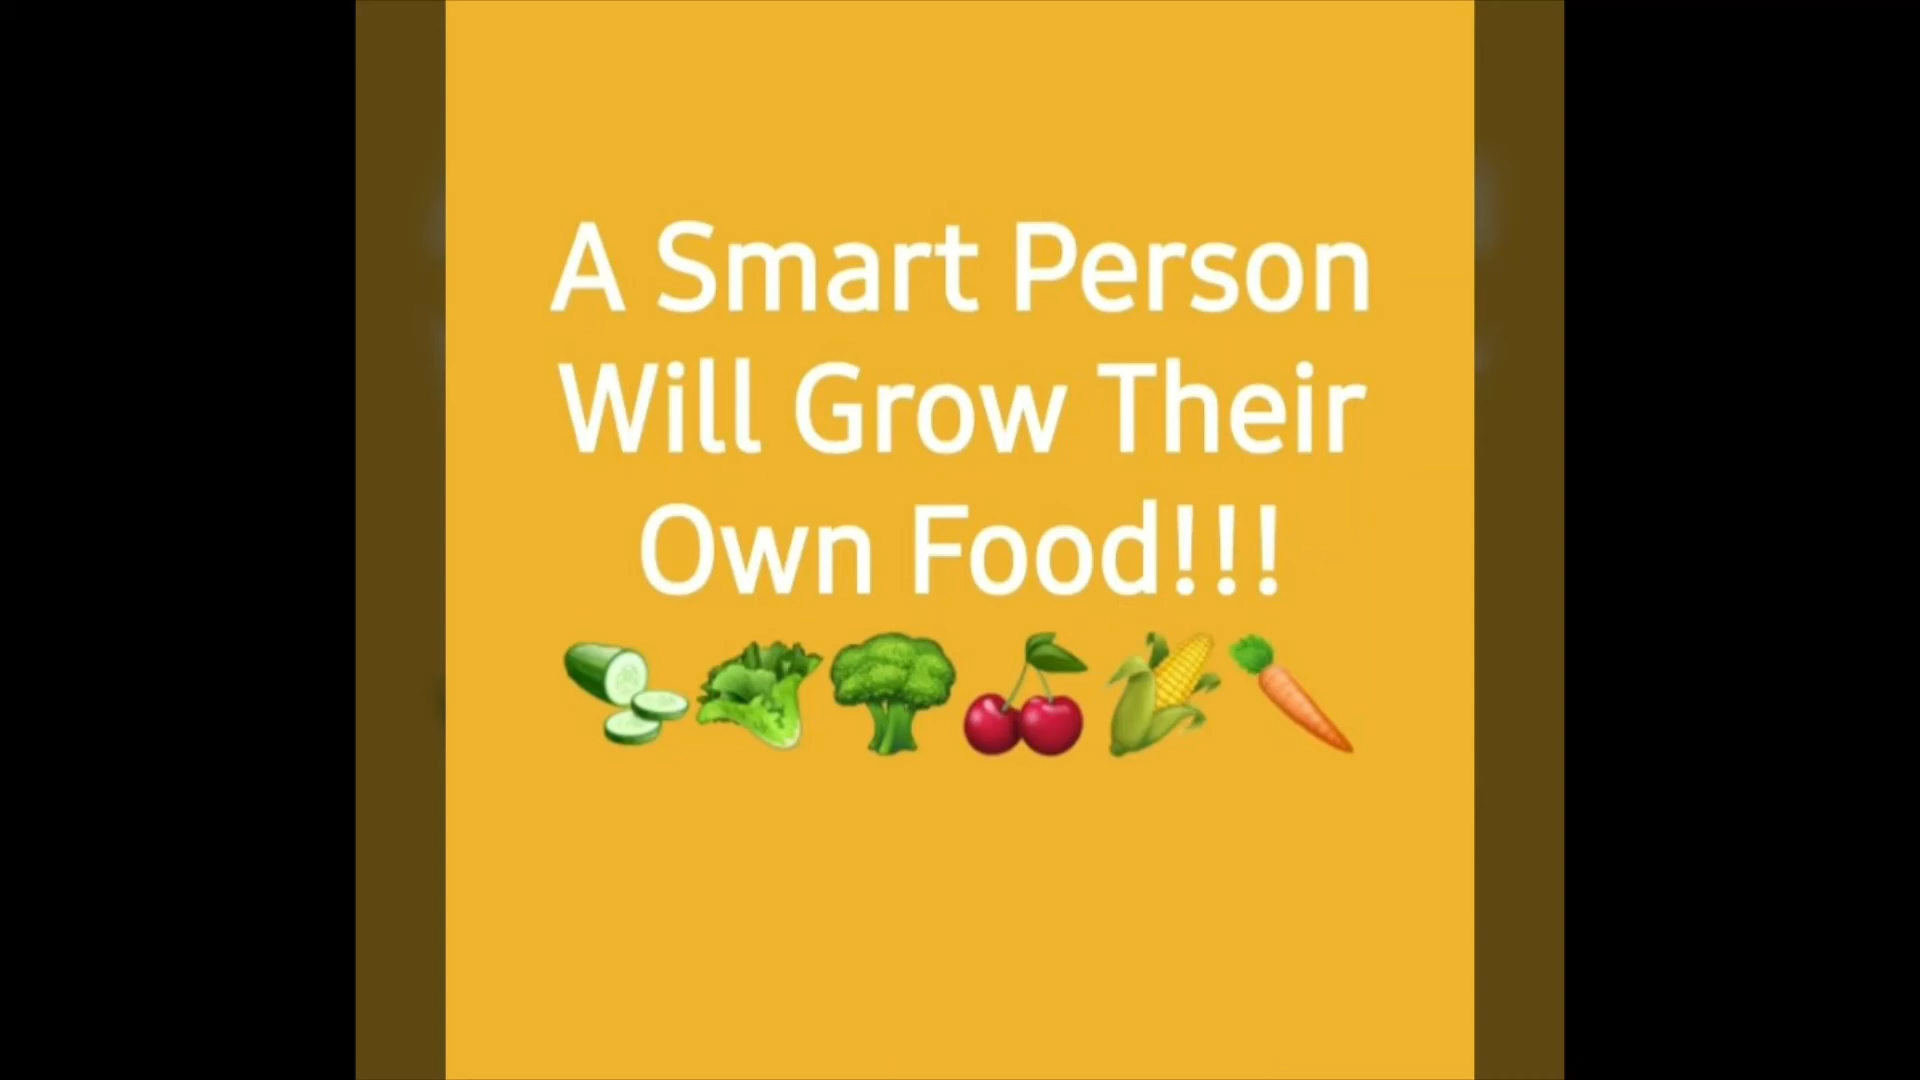 A Smart Person
Will Grow Their
Own Food!!!
🥒🥬🥦🍒🌽🥕